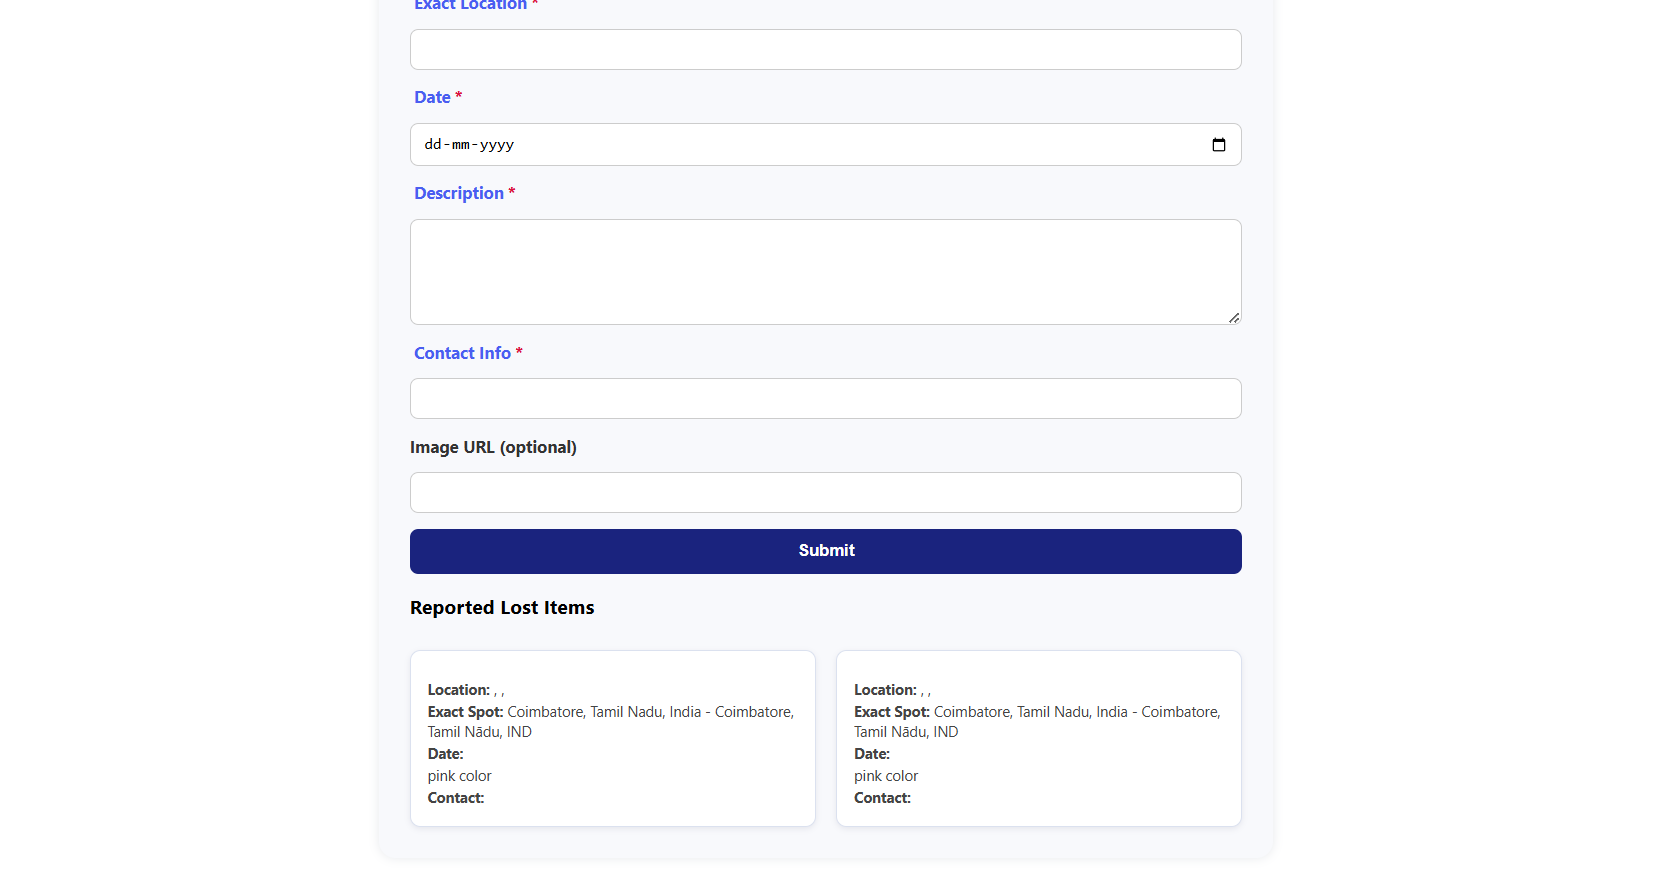 Exact Location *
Date *
dd-mm-yyyy
Description *
Contact Info *
Image URL (optional)
Submit
Reported Lost Items
Location: , ,
Exact Spot: Coimbatore, Tamil Nadu, India - Coimbatore,
Tamil Nādu, IND
Date:
pink color
Contact:
Location: , ,
Exact Spot: Coimbatore, Tamil Nadu, India - Coimbatore,
Tamil Nādu, IND
Date:
pink color
Contact: